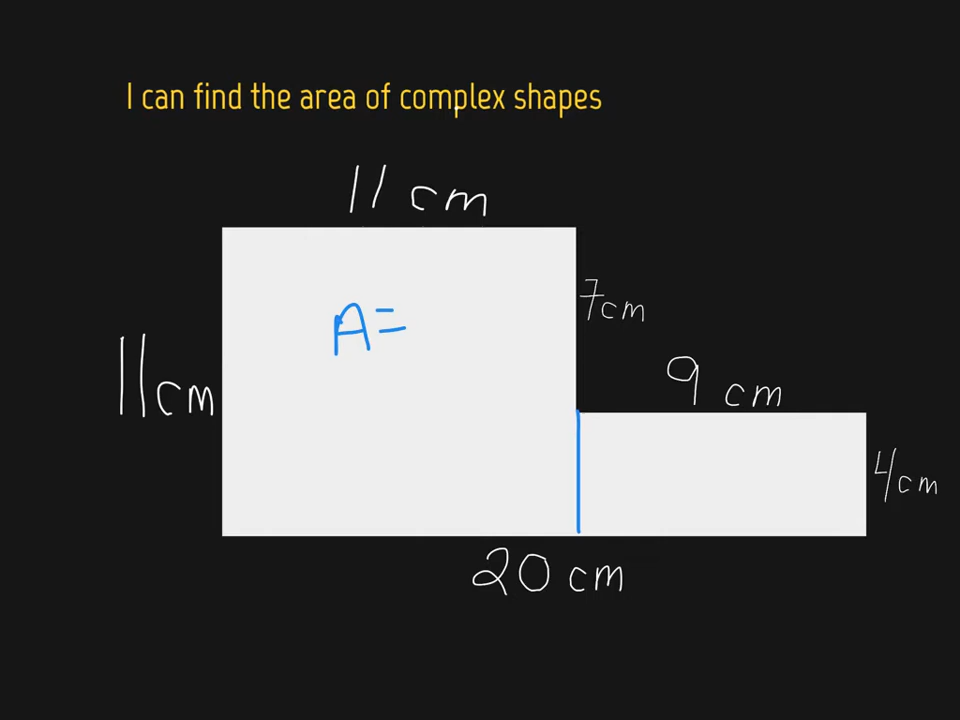 I can find the area of complex shapes
11 cm
A=
7cm
11cm
9 cm
4cm
20 cm